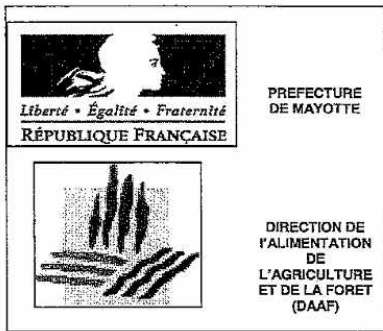 Liberté • Égalité • Fraternité
RÉPUBLIQUE FRANÇAISE
PREFECTURE
DE MAYOTTE
DIRECTION DE
l'ALIMENTATION
DE
L'AGRICULTURE
ET DE LA FORET
(DAAF)